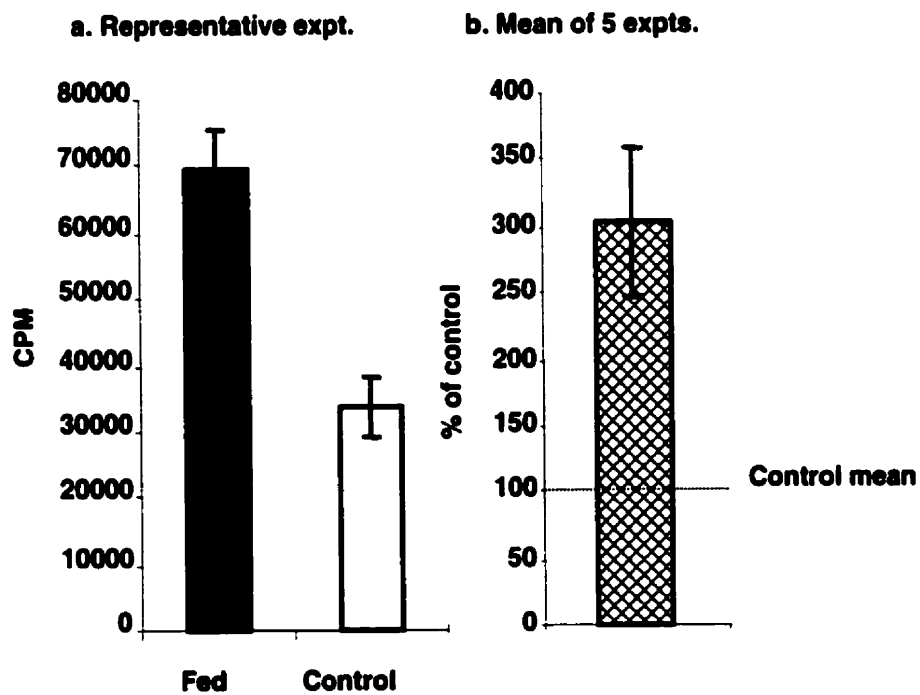 a. Representative expt.
b. Mean of 5 expts.
80000
70000
60000
50000
40000
30000
20000
10000
0
CPM
Fed
Control
400
350
300
250
200
150
100
50
0
% of control
Control mean